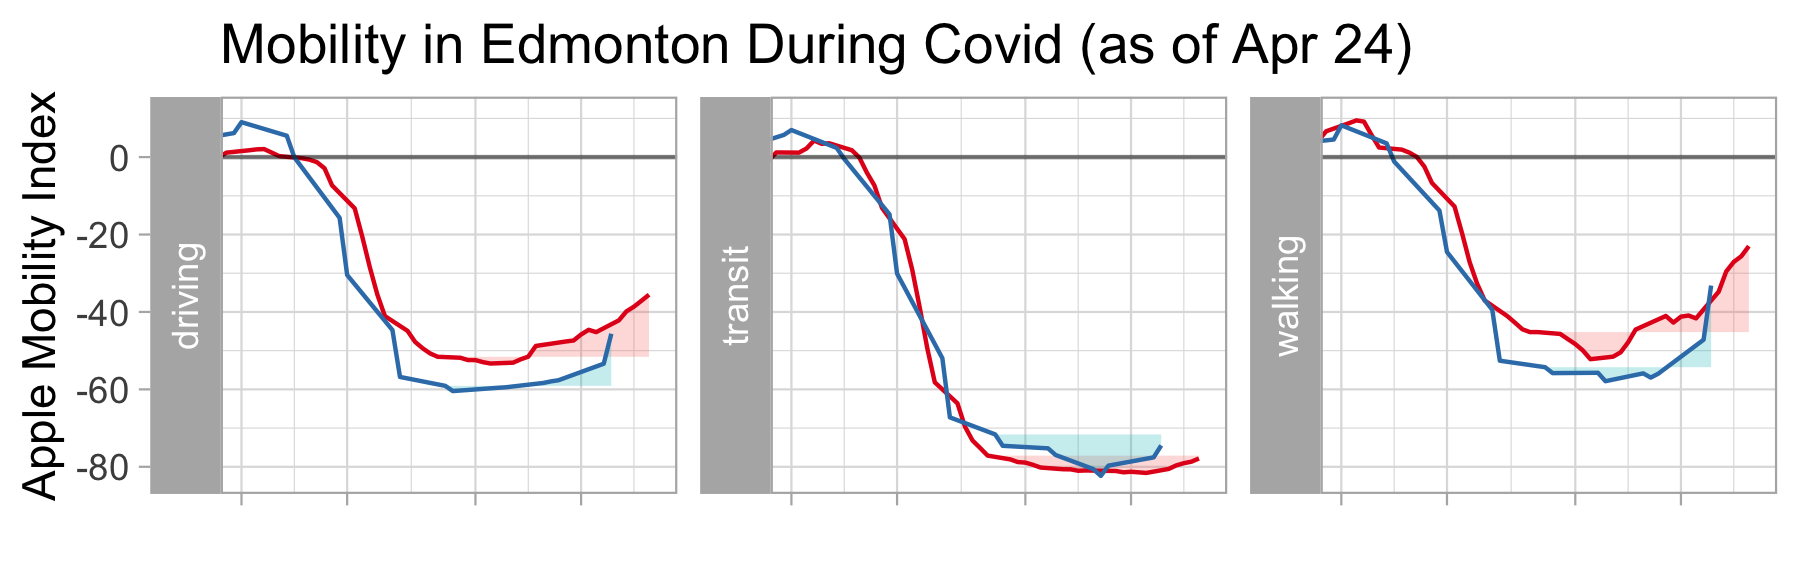 Mobility in Edmonton During Covid (as of Apr 24)
Apple Mobility Index
0
-20
-40
-60
-80
driving
transit
walking